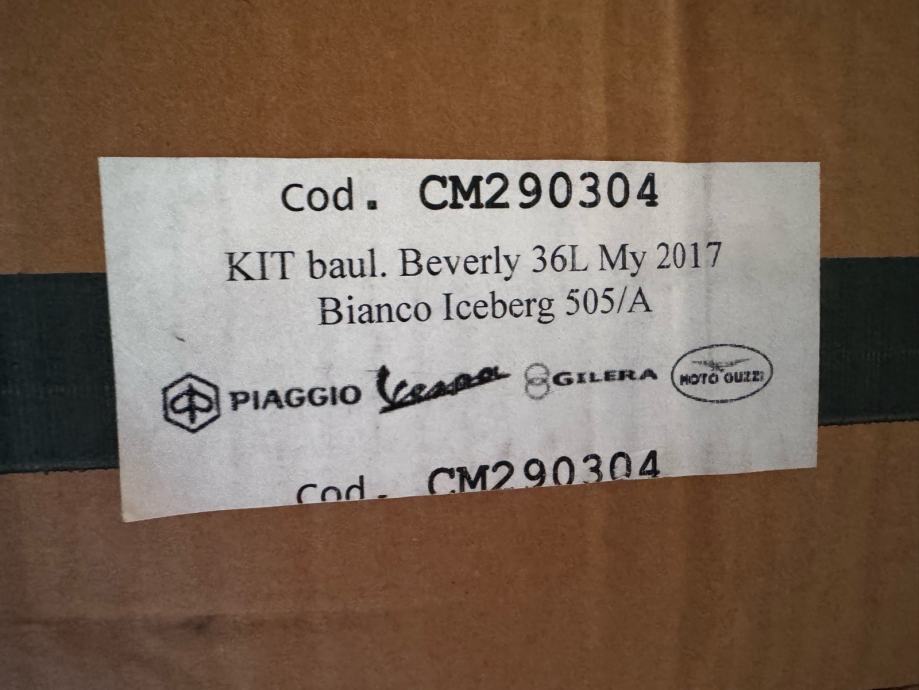 Cod. CM290304
KIT baul. Beverly 36L My 2017
Bianco Iceberg 505/A
PIAGGIO Vespa GILERA MOTO GUZZI
Cod. CM290304